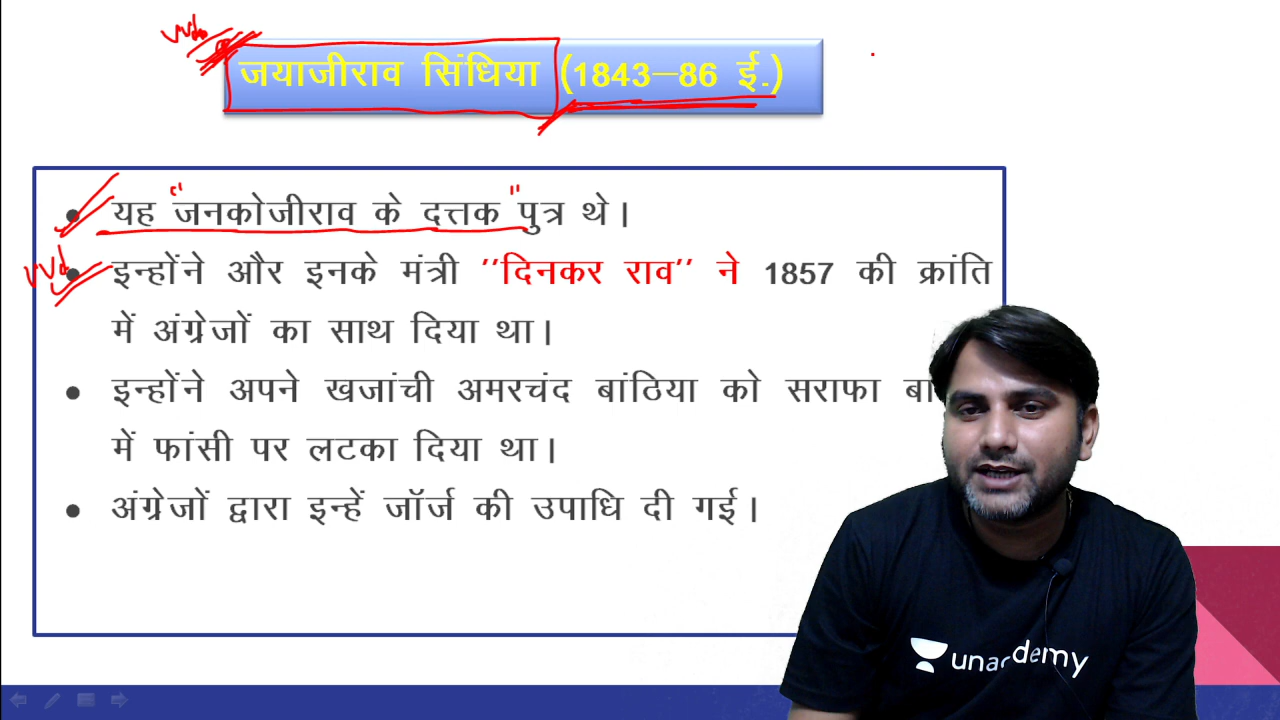 जयाजीराव सिंधिया (1843–86 ई.)
• यह "जनकोजीराव के दत्तक" पुत्र थे।
• इन्होंने और इनके मंत्री ''दिनकर राव'' ने 1857 की क्रांति
में अंग्रेजों का साथ दिया था।
• इन्होंने अपने खजांची अमरचंद बांठिया को सराफा
में फांसी पर लटका दिया था।
• अंग्रेजों द्वारा इन्हें जॉर्ज की उपाधि दी गई।
unacademy